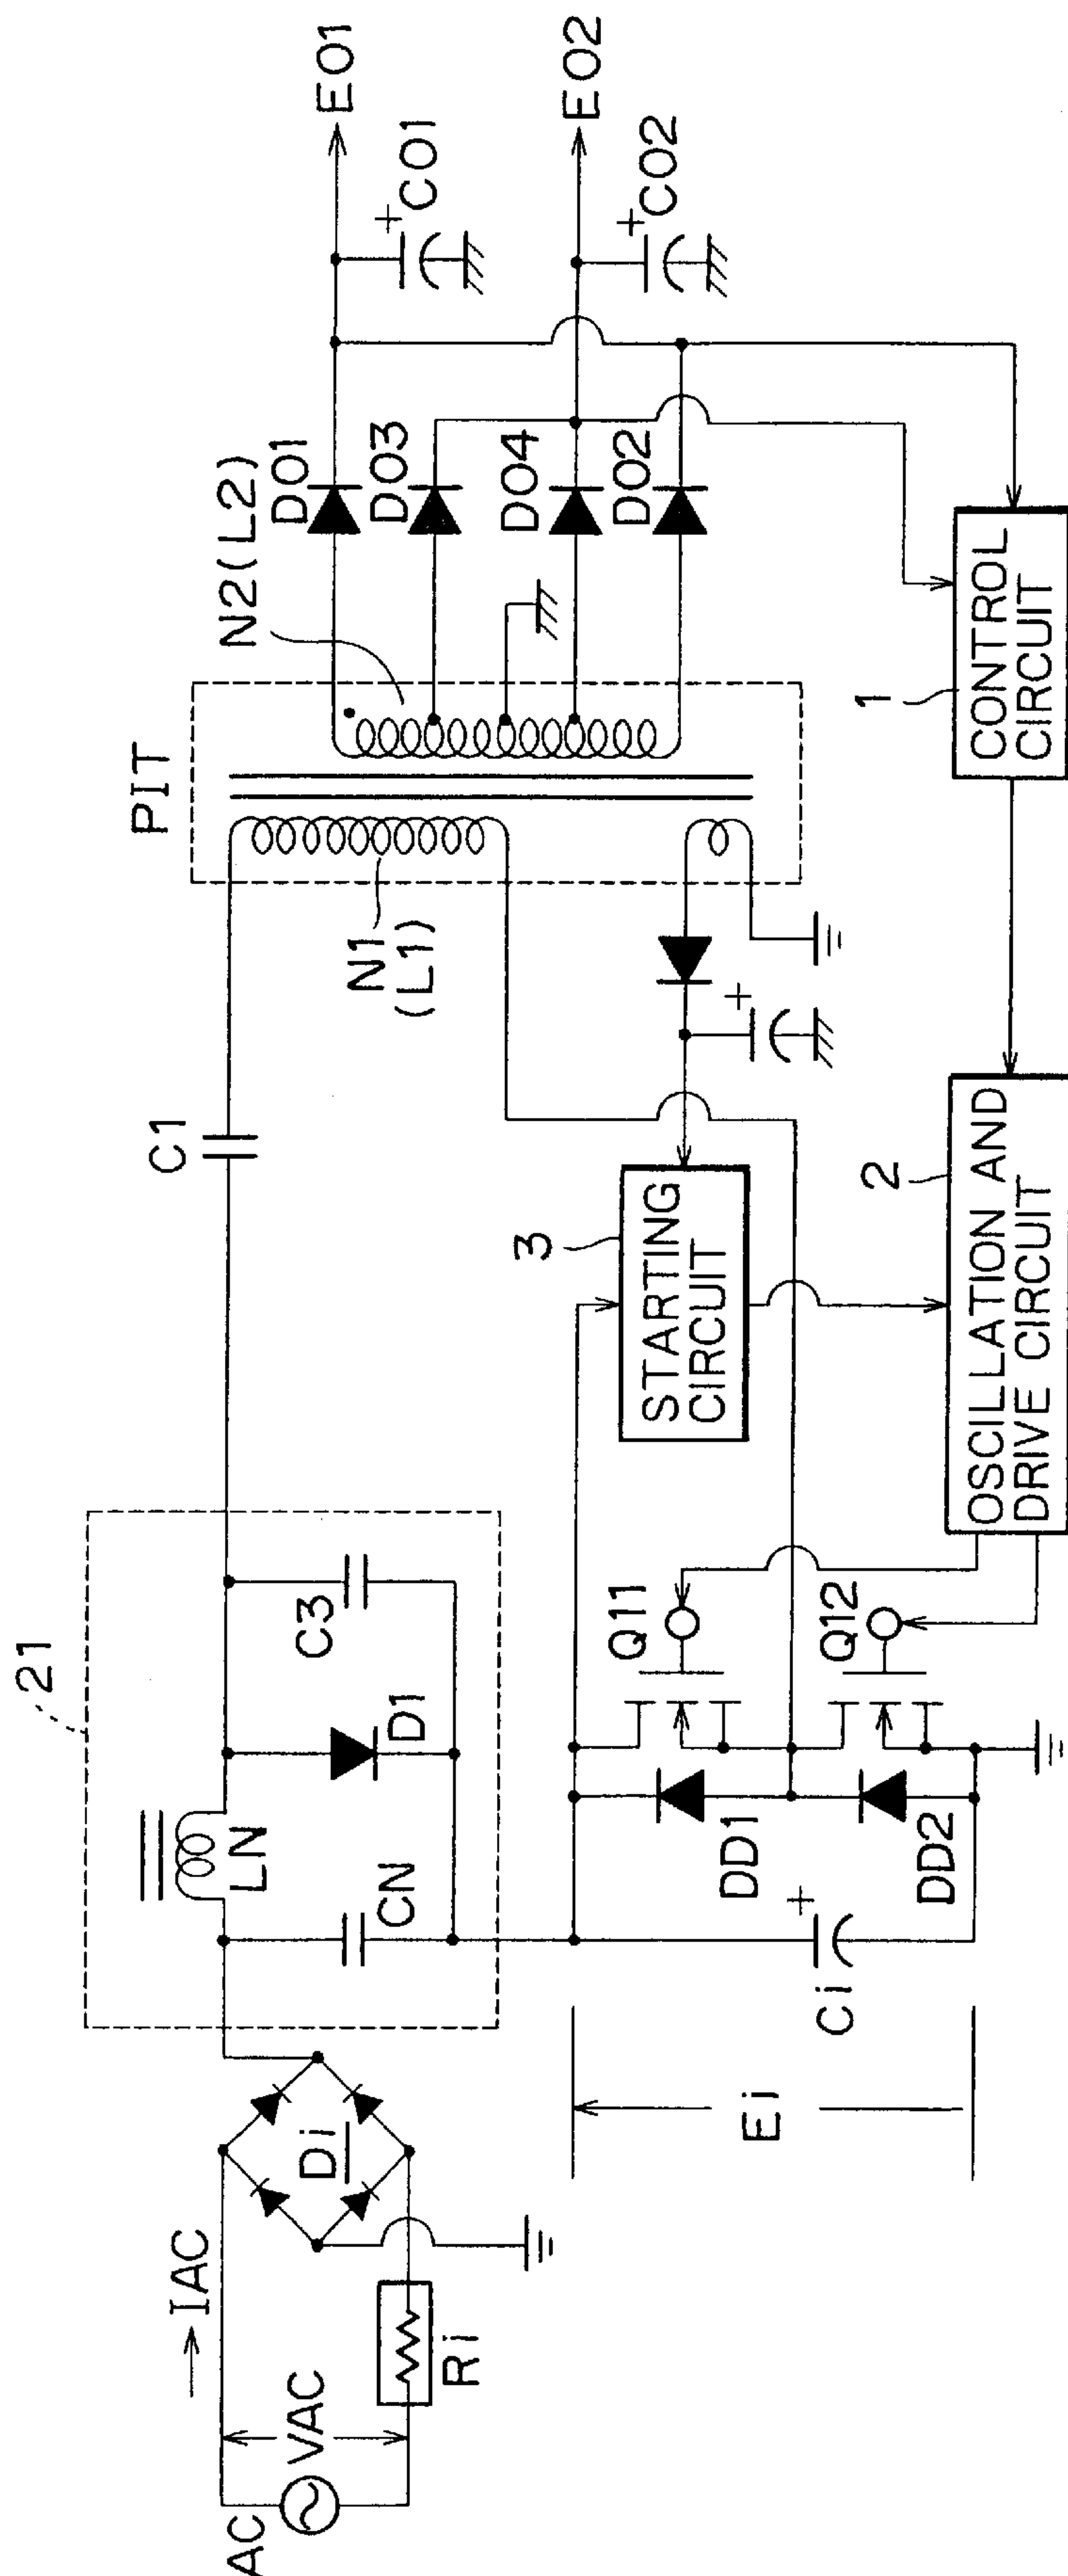 AC
VAC
→ IAC
Ri
Di
21
LN
CN
D1
C3
C1
PIT
N1
(L1)
N2(L2)
DO1
DO3
DO4
DO2
+
CO1
EO1
+
CO2
EO2
Ei
Ci
+
DD1
DD2
Q11
Q12
3
STARTING
CIRCUIT
+
2
OSCILLATION AND
DRIVE CIRCUIT
1
CONTROL
CIRCUIT